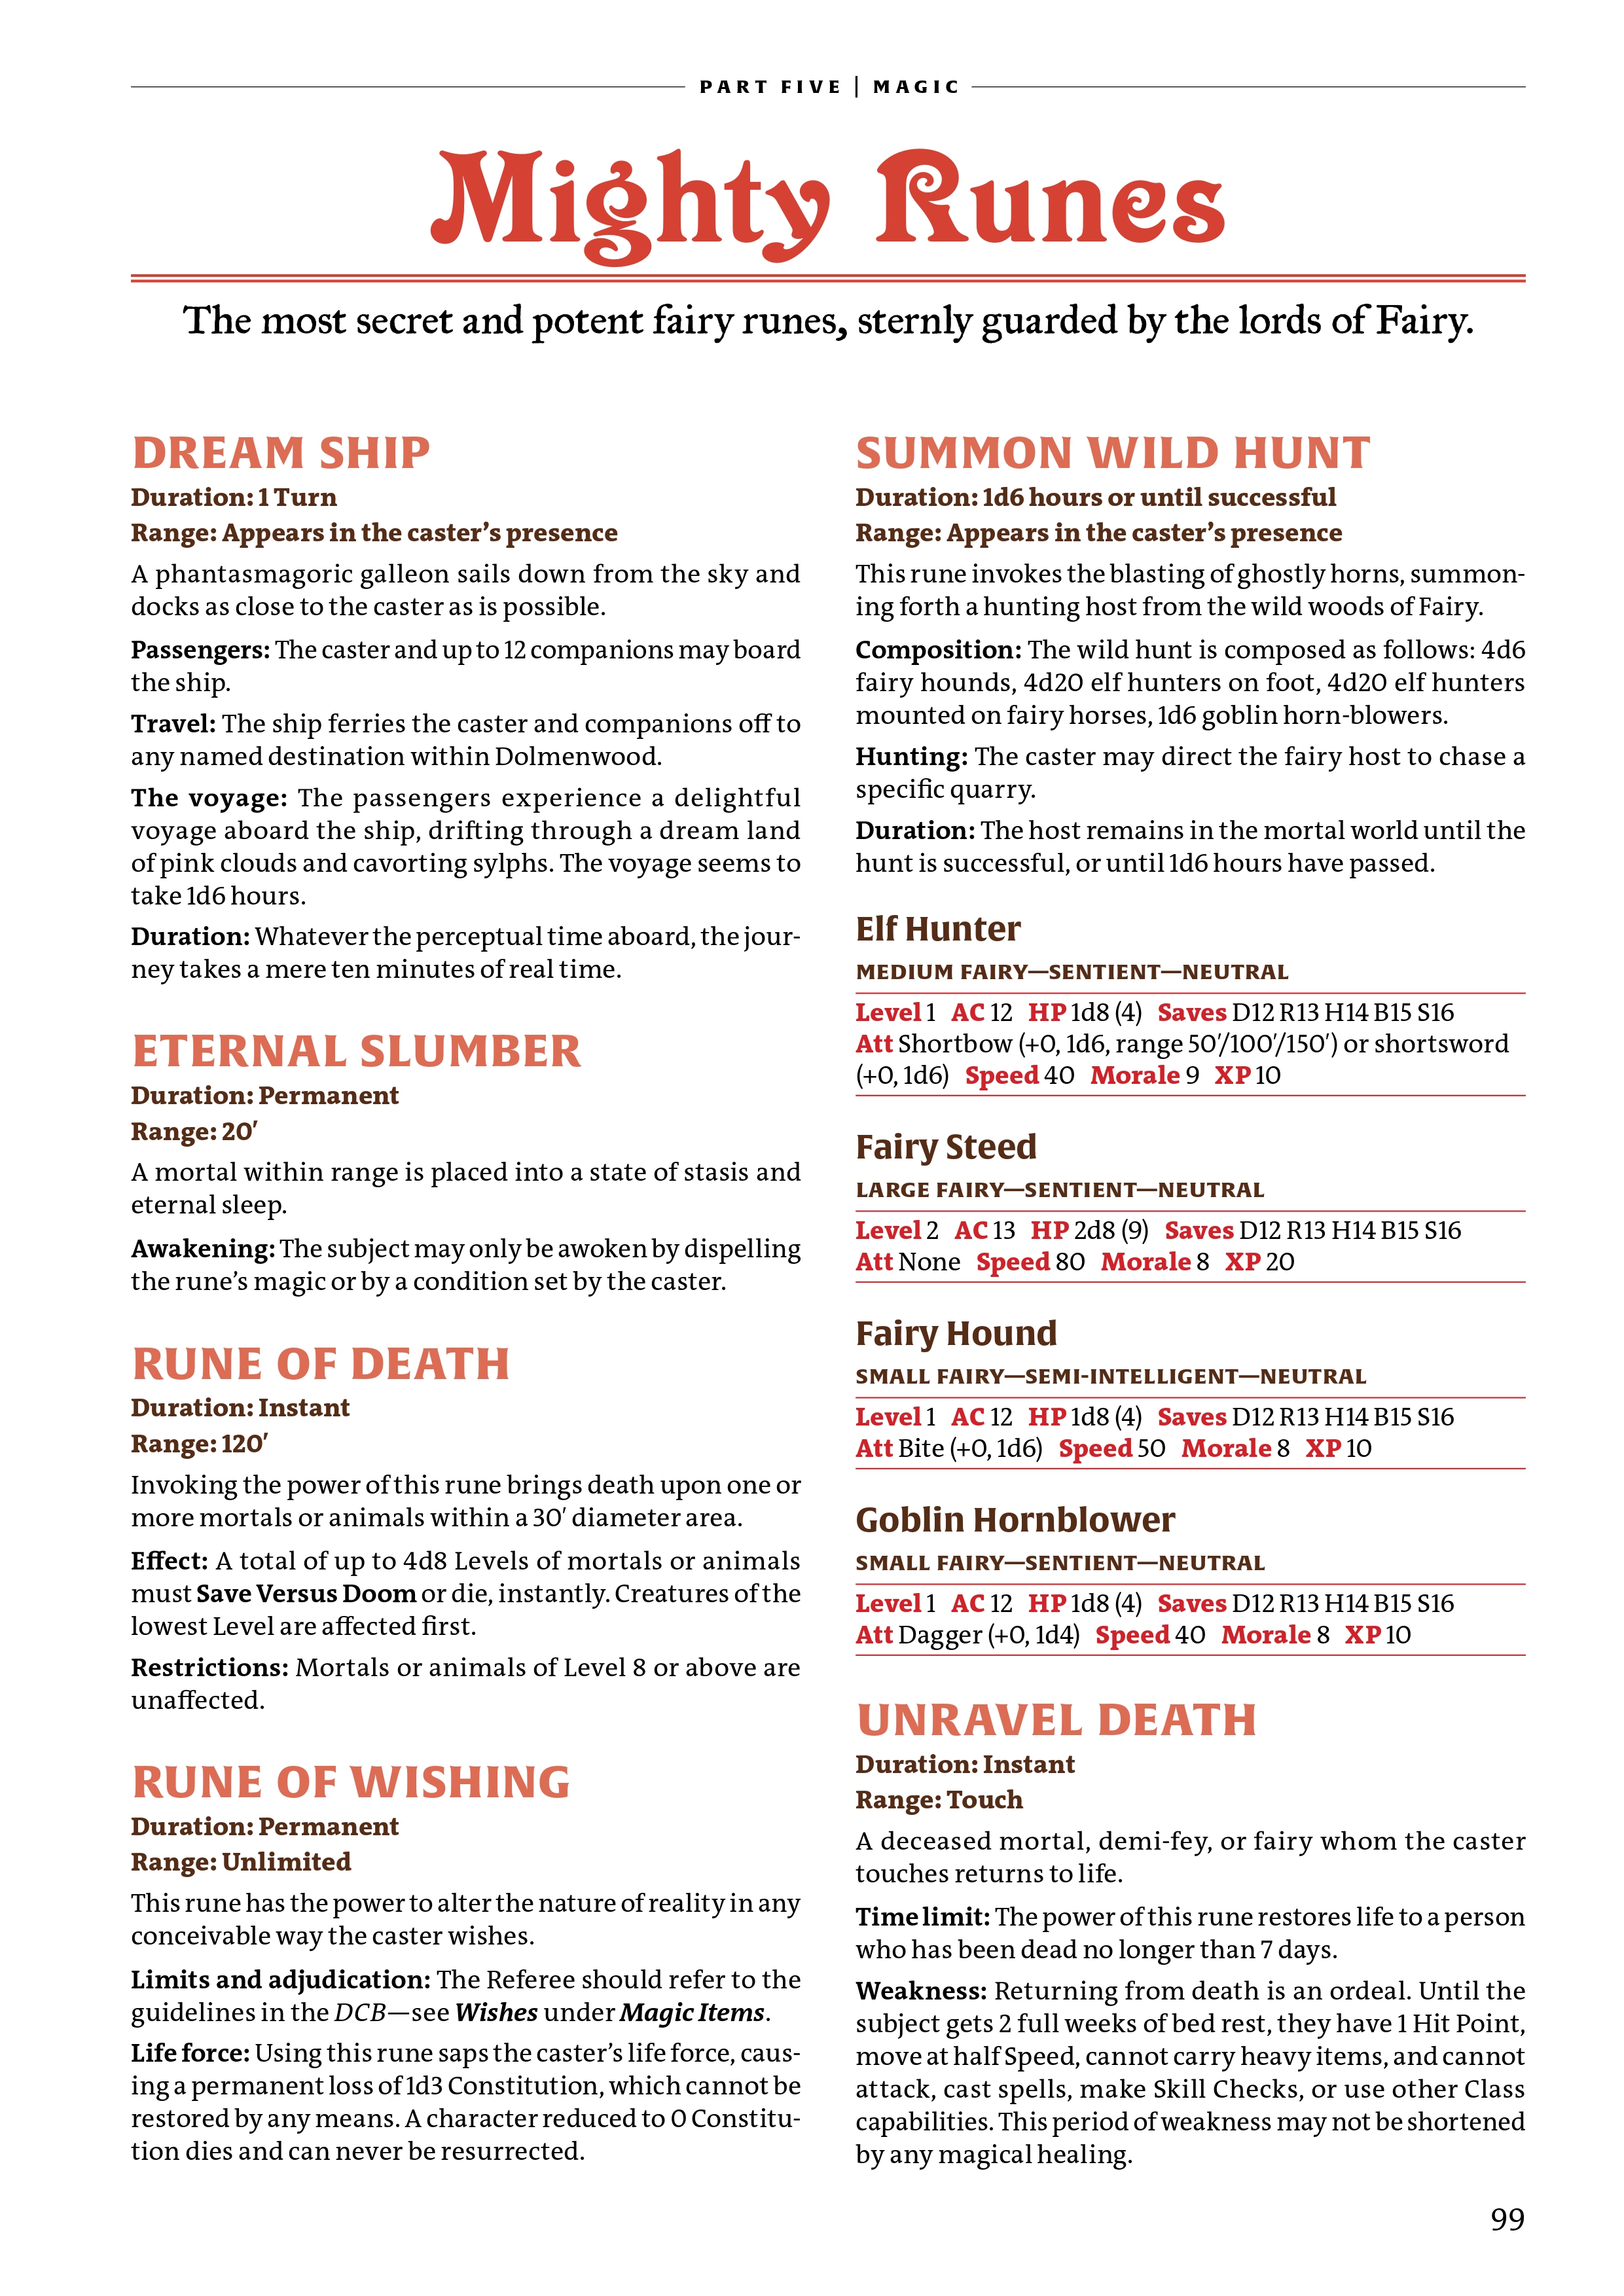 PART FIVE | MAGIC
Mighty Runes
The most secret and potent fairy runes, sternly guarded by the lords of Fairy.
DREAM SHIP
Duration: 1 Turn
Range: Appears in the caster’s presence
A phantasmagoric galleon sails down from the sky and
docks as close to the caster as is possible.
Passengers: The caster and up to 12 companions may board
the ship.
Travel: The ship ferries the caster and companions off to
any named destination within Dolmenwood.
The voyage: The passengers experience a delightful
voyage aboard the ship, drifting through a dream land
of pink clouds and cavorting sylphs. The voyage seems to
take 1d6 hours.
Duration: Whatever the perceptual time aboard, the jour-
ney takes a mere ten minutes of real time.
ETERNAL SLUMBER
Duration: Permanent
Range: 20′
A mortal within range is placed into a state of stasis and
eternal sleep.
Awakening: The subject may only be awoken by dispelling
the rune’s magic or by a condition set by the caster.
RUNE OF DEATH
Duration: Instant
Range: 120′
Invoking the power of this rune brings death upon one or
more mortals or animals within a 30′ diameter area.
Effect: A total of up to 4d8 Levels of mortals or animals
must Save Versus Doom or die, instantly. Creatures of the
lowest Level are affected first.
Restrictions: Mortals or animals of Level 8 or above are
unaffected.
RUNE OF WISHING
Duration: Permanent
Range: Unlimited
This rune has the power to alter the nature of reality in any
conceivable way the caster wishes.
Limits and adjudication: The Referee should refer to the
guidelines in the DCB—see Wishes under Magic Items.
Life force: Using this rune saps the caster’s life force, caus-
ing a permanent loss of 1d3 Constitution, which cannot be
restored by any means. A character reduced to 0 Constitu-
tion dies and can never be resurrected.
SUMMON WILD HUNT
Duration: 1d6 hours or until successful
Range: Appears in the caster’s presence
This rune invokes the blasting of ghostly horns, summon-
ing forth a hunting host from the wild woods of Fairy.
Composition: The wild hunt is composed as follows: 4d6
fairy hounds, 4d20 elf hunters on foot, 4d20 elf hunters
mounted on fairy horses, 1d6 goblin horn-blowers.
Hunting: The caster may direct the fairy host to chase a
specific quarry.
Duration: The host remains in the mortal world until the
hunt is successful, or until 1d6 hours have passed.
Elf Hunter
MEDIUM FAIRY—SENTIENT—NEUTRAL
Level 1 AC 12 HP 1d8 (4) Saves D12 R13 H14 B15 S16
Att Shortbow (+0, 1d6, range 50′/100′/150′) or shortsword
(+0, 1d6) Speed 40 Morale 9 XP 10
Fairy Steed
LARGE FAIRY—SENTIENT—NEUTRAL
Level 2 AC 13 HP 2d8 (9) Saves D12 R13 H14 B15 S16
Att None Speed 80 Morale 8 XP 20
Fairy Hound
SMALL FAIRY—SEMI-INTELLIGENT—NEUTRAL
Level 1 AC 12 HP 1d8 (4) Saves D12 R13 H14 B15 S16
Att Bite (+0, 1d6) Speed 50 Morale 8 XP 10
Goblin Hornblower
SMALL FAIRY—SENTIENT—NEUTRAL
Level 1 AC 12 HP 1d8 (4) Saves D12 R13 H14 B15 S16
Att Dagger (+0, 1d4) Speed 40 Morale 8 XP 10
UNRAVEL DEATH
Duration: Instant
Range: Touch
A deceased mortal, demi-fey, or fairy whom the caster
touches returns to life.
Time limit: The power of this rune restores life to a person
who has been dead no longer than 7 days.
Weakness: Returning from death is an ordeal. Until the
subject gets 2 full weeks of bed rest, they have 1 Hit Point,
move at half Speed, cannot carry heavy items, and cannot
attack, cast spells, make Skill Checks, or use other Class
capabilities. This period of weakness may not be shortened
by any magical healing.
99